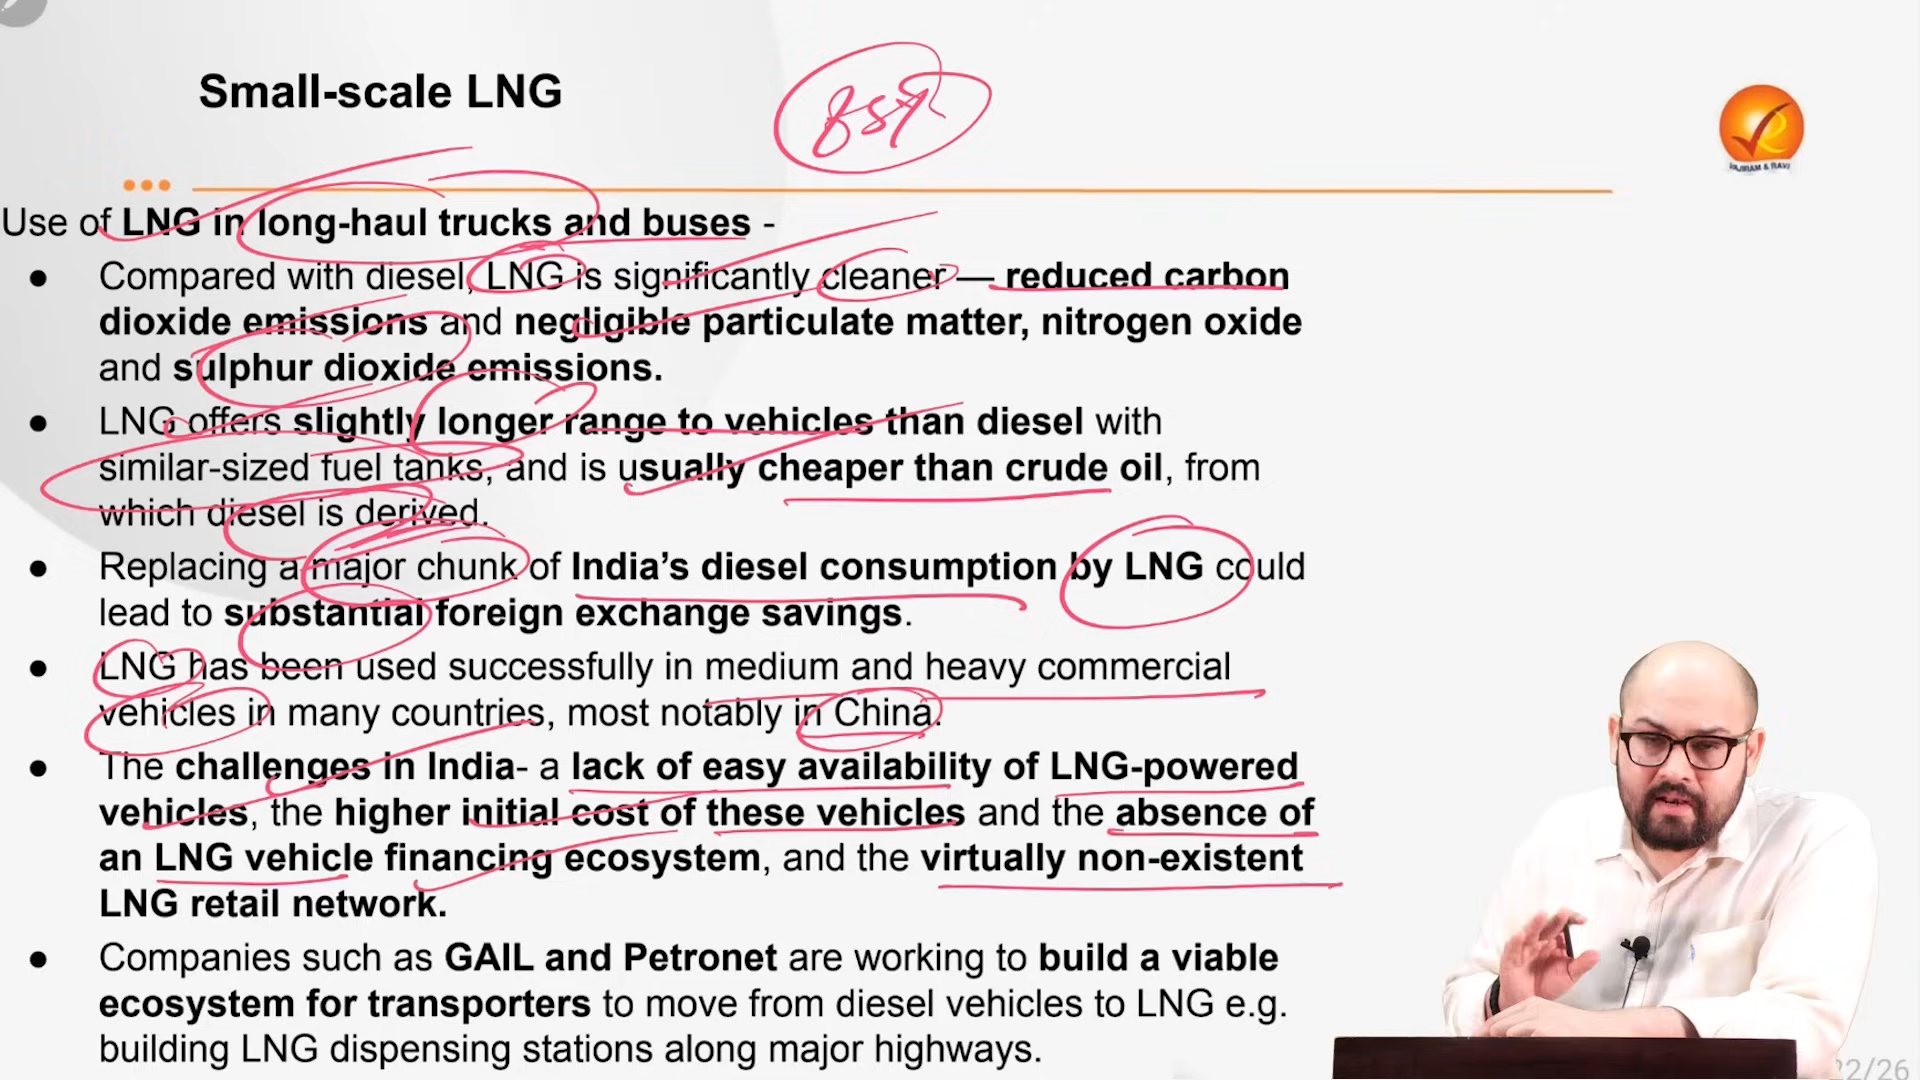 Small-scale LNG
VAJIRAM & RAVI
Use of LNG in long-haul trucks and buses -
● Compared with diesel, LNG is significantly cleaner — reduced carbon
dioxide emissions and negligible particulate matter, nitrogen oxide
and sulphur dioxide emissions.
● LNG offers slightly longer range to vehicles than diesel with
similar-sized fuel tanks, and is usually cheaper than crude oil, from
which diesel is derived.
● Replacing a major chunk of India’s diesel consumption by LNG could
lead to substantial foreign exchange savings.
● LNG has been used successfully in medium and heavy commercial
vehicles in many countries, most notably in China.
● The challenges in India- a lack of easy availability of LNG-powered
vehicles, the higher initial cost of these vehicles and the absence of
an LNG vehicle financing ecosystem, and the virtually non-existent
LNG retail network.
● Companies such as GAIL and Petronet are working to build a viable
ecosystem for transporters to move from diesel vehicles to LNG e.g.
building LNG dispensing stations along major highways.
22/26